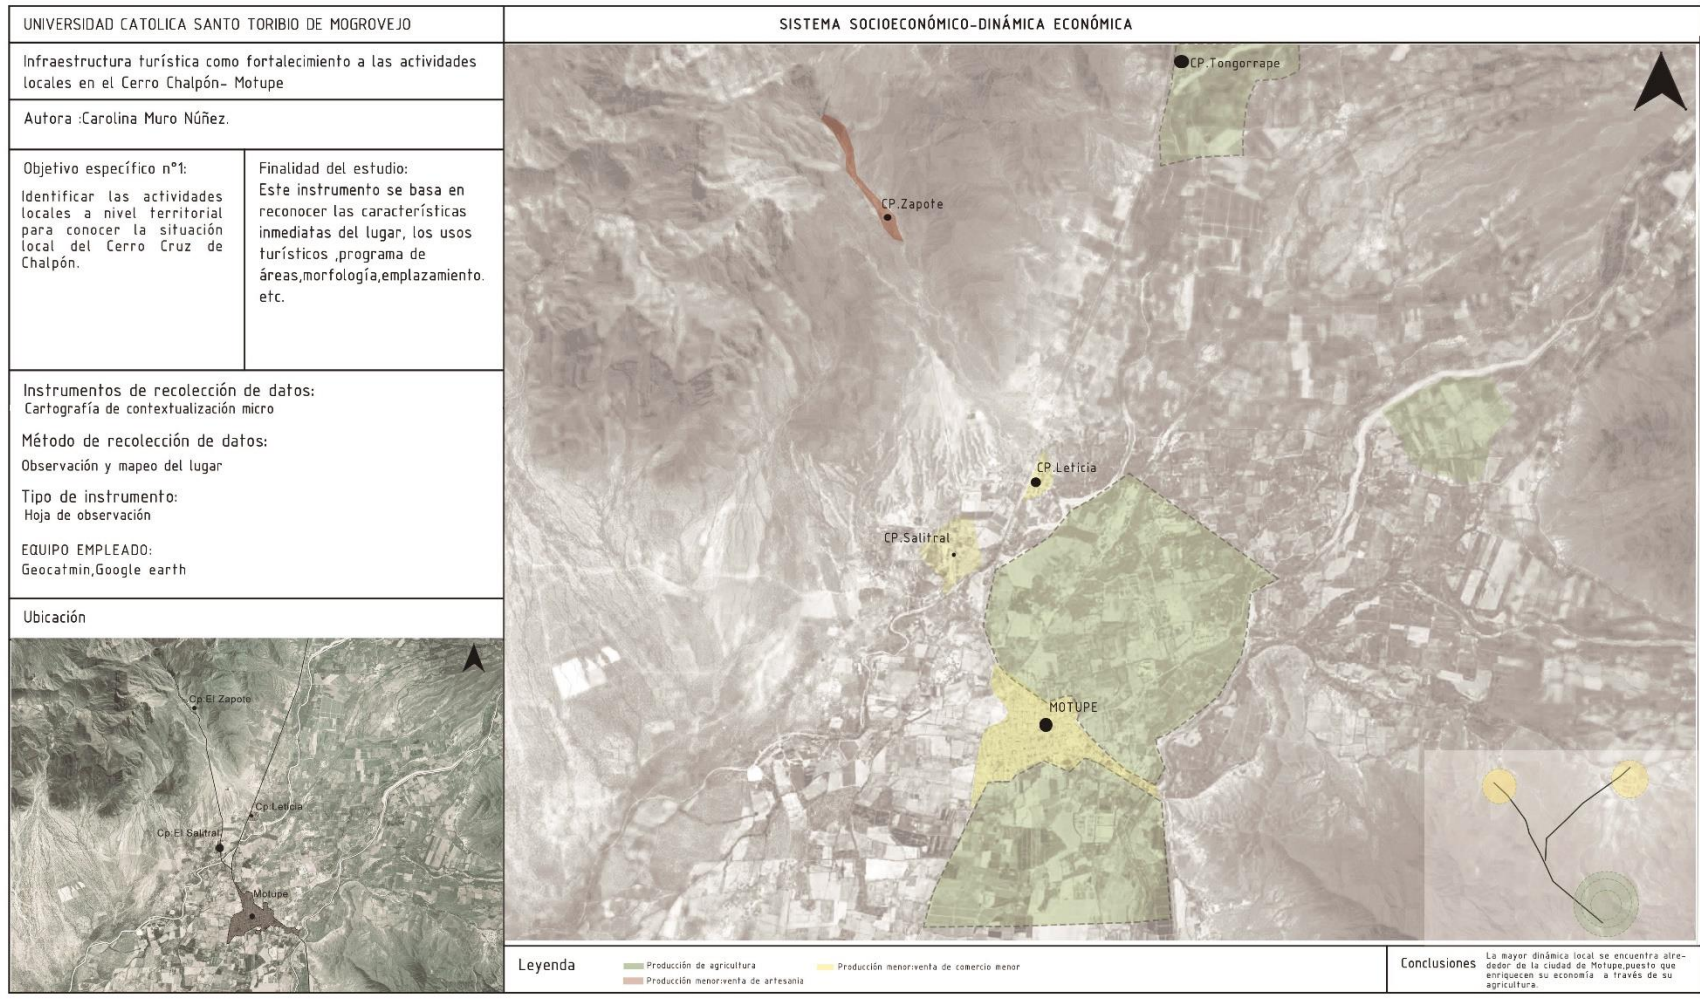 UNIVERSIDAD CATOLICA SANTO TORIBIO DE MOGROVEJO
SISTEMA SOCIOECONÓMICO-DINÁMICA ECONÓMICA
Infraestructura turística como fortalecimiento a las actividades
locales en el Cerro Chalpón- Motupe
Autora :Carolina Muro Núñez.
Objetivo específico n°1:
Identificar las actividades
locales a nivel territorial
para conocer la situación
local del Cerro Cruz de
Chalpón.
Finalidad del estudio:
Este instrumento se basa en
reconocer las características
inmediatas del lugar, los usos
turísticos ,programa de
áreas,morfología,emplazamiento.
etc.
Instrumentos de recolección de datos:
Cartografía de contextualización micro
Método de recolección de datos:
Observación y mapeo del lugar
Tipo de instrumento:
Hoja de observación
EQUIPO EMPLEADO:
Geocatmin,Google earth
Ubicación
Cp.El Zapote
Cp.Leticia
Cp.El Salitral
Motupe
CP.Tongorrape
CP.Zapote
CP.Leticia
CP.Salitral
MOTUPE
Leyenda
Producción de agricultura
Producción menor:venta de comercio menor
Producción menor:venta de artesania
Conclusiones
La mayor dinámica local se encuentra alre-
dedor de la ciudad de Motupe,puesto que
enriquecen su economía a través de su
agricultura.